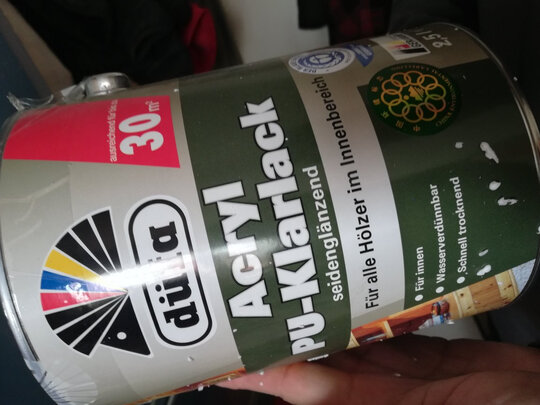 ausreichend für bis zu
30 m²
düfa
Acryl
PU-Klarlack
seidenglänzend
Für alle Hölzer im Innenbereich
• Für innen
• Wasserverdünnbar
• Schnell trocknend
2,5 l